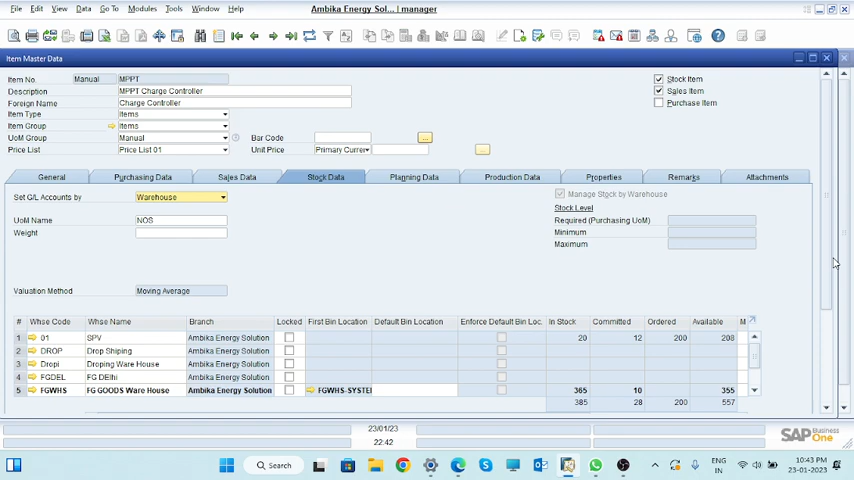 File Edit View Data Go To Modules Tools Window Help Ambika Energy Sol... | manager
Item Master Data
Item No. Manual MPPT
Stock Item
Description MPPT Charge Controller
Sales Item
Foreign Name Charge Controller
Purchase Item
Item Type Items
Item Group Items
UoM Group Manual Bar Code
Price List Price List 01 Unit Price Primary Curren
General Purchasing Data Sales Data Stock Data Planning Data Production Data Properties Remarks Attachments
Set G/L Accounts by Warehouse
Manage Stock by Warehouse
Stock Level
UoM Name NOS
Required (Purchasing UoM)
Weight
Minimum
Maximum
Valuation Method Moving Average
# Whse Code Whse Name Branch Locked First Bin Location Default Bin Location Enforce Default Bin Loc. In Stock Committed Ordered Available M
1 01 SPV Ambika Energy Solution 20 12 200 208
2 DROP Drop Shiping Ambika Energy Solution
3 Dropi Droping Ware House Ambika Energy Solution
4 FGDEL FG DElhi Ambika Energy Solution
5 FGWHS FG GOODS Ware House Ambika Energy Solution FGWHS-SYSTEM 365 10 355
385 28 200 557
23/01/23
22:42
SAP Business One
Search
ENG
IN
10:43 PM
23-01-2023